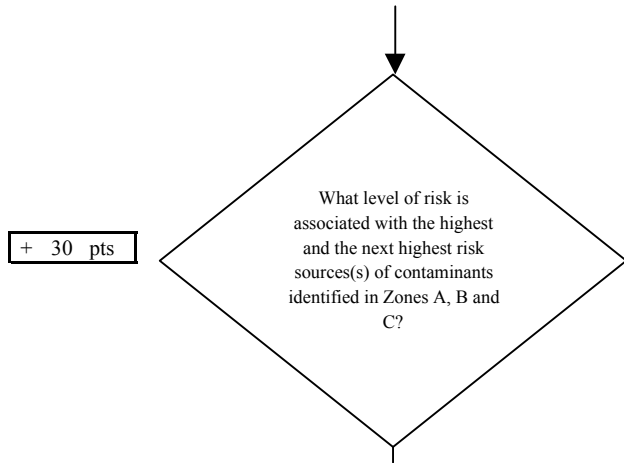 What level of risk is
associated with the highest
+ 30 pts
and the next highest risk
sources(s) of contaminants
identified in Zones A, B and
C?